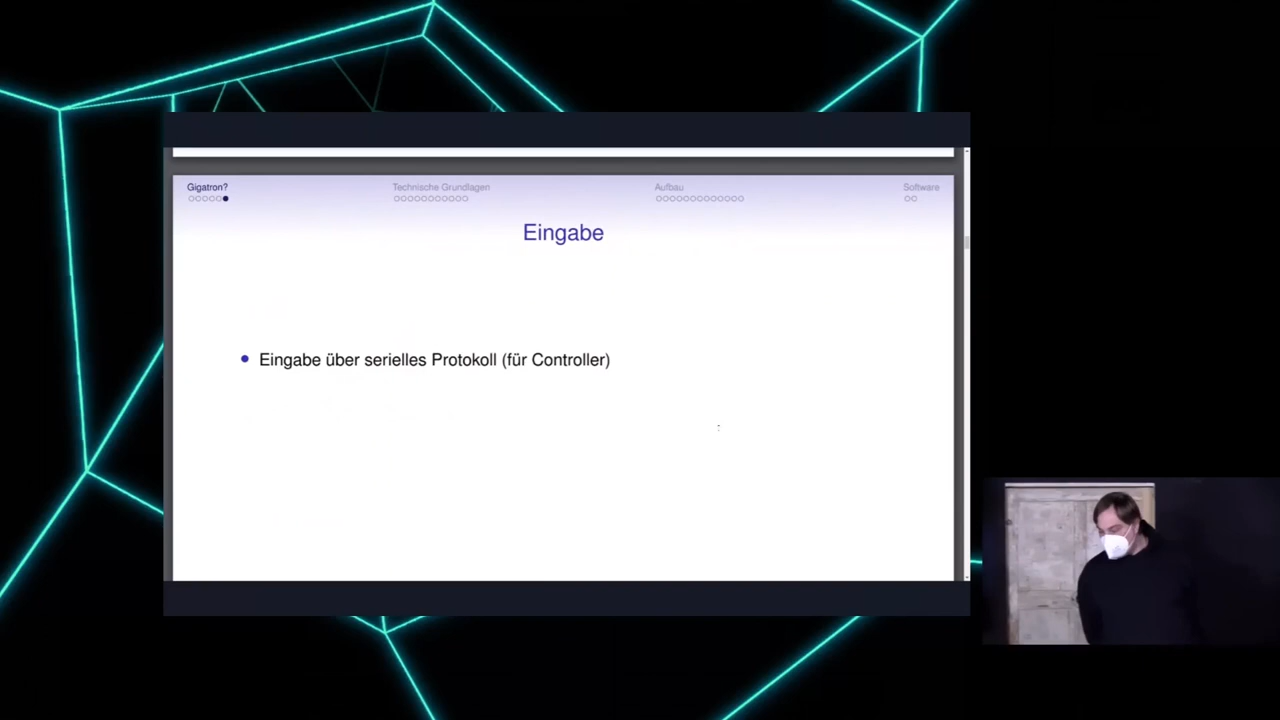 Gigatron?
Technische Grundlagen
Aufbau
Software
Eingabe
Eingabe über serielles Protokoll (für Controller)